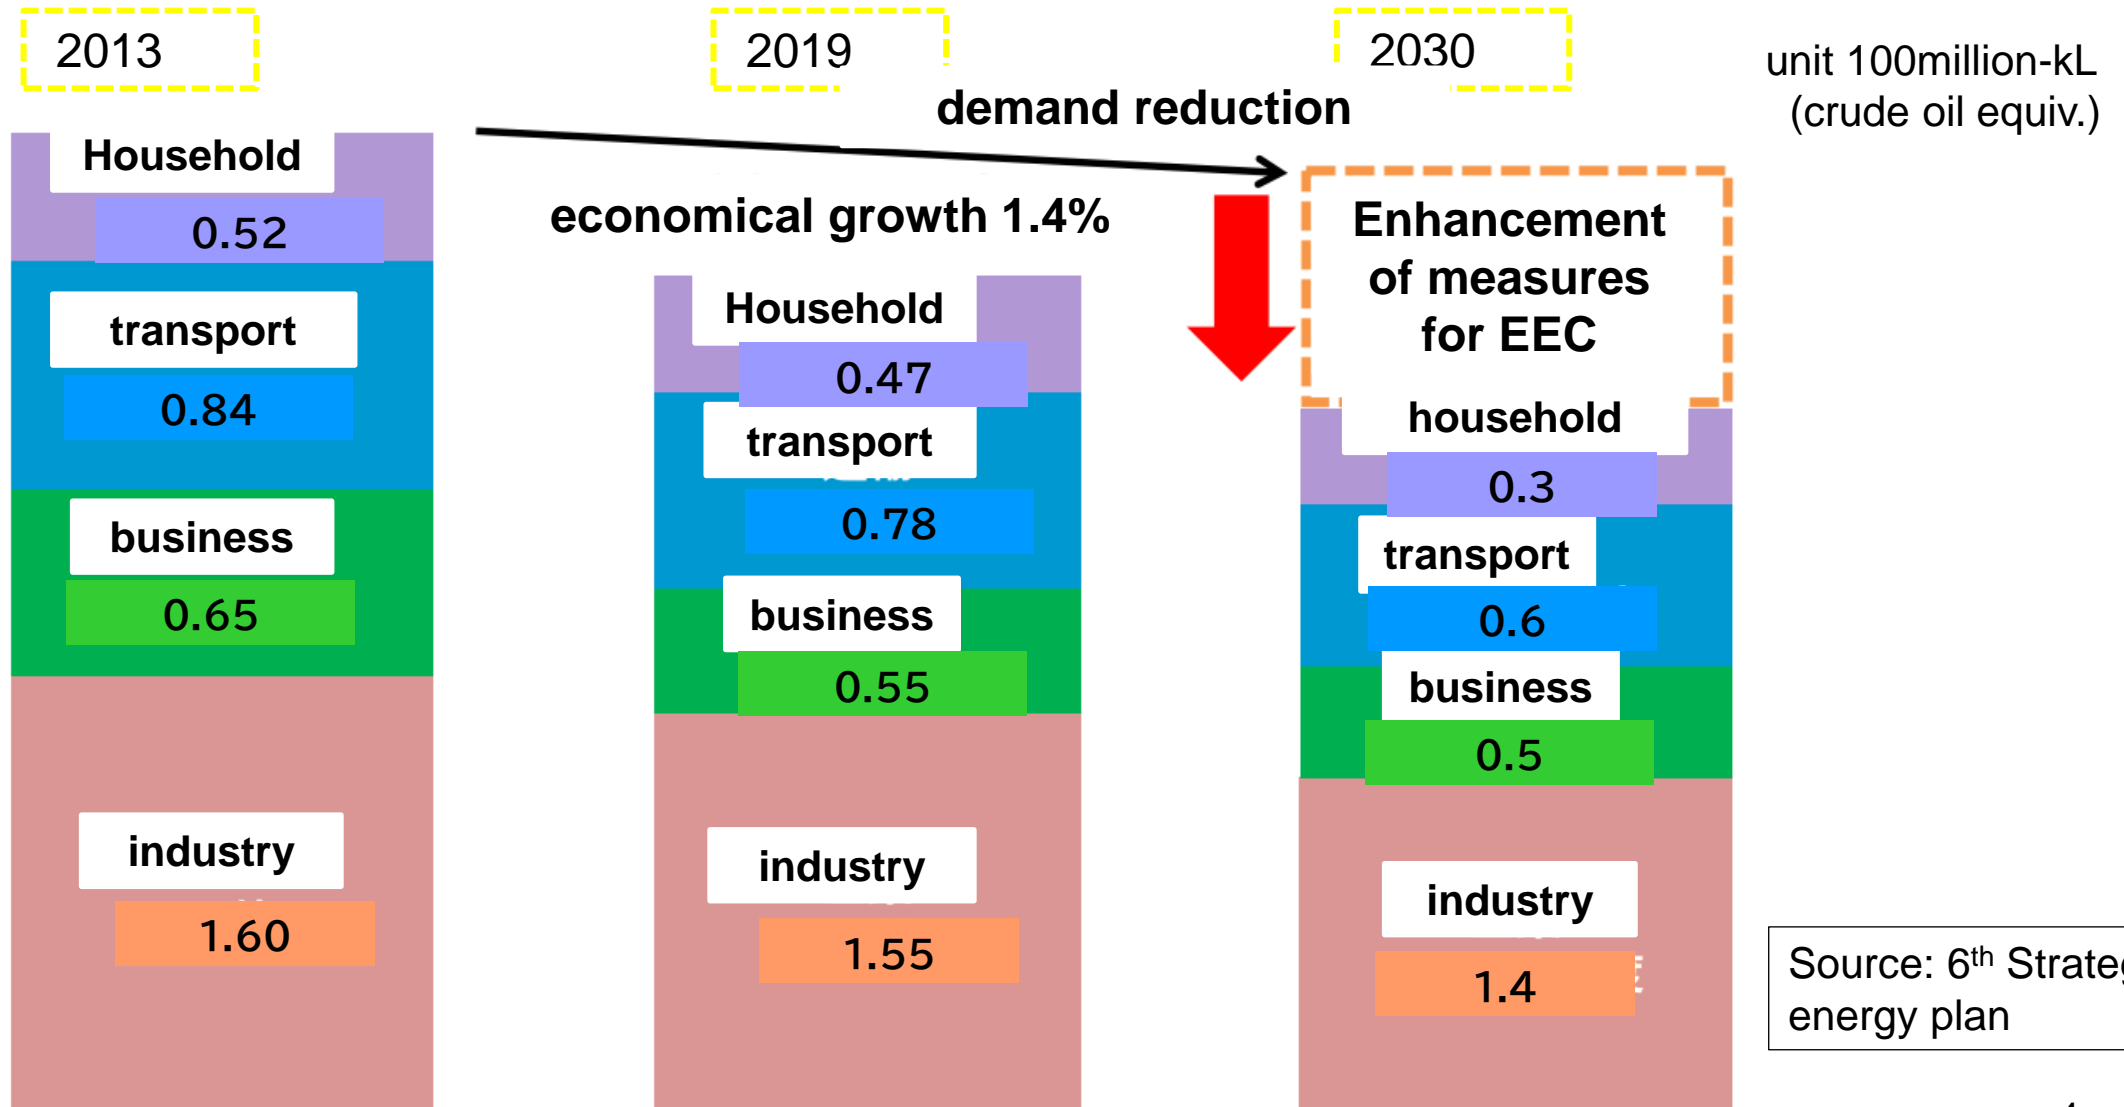 2013
2019
2030
unit 100million-kL
(crude oil equiv.)
demand reduction
economical growth 1.4%
Household
0.52
transport
0.84
business
0.65
industry
1.60
Household
0.47
transport
0.78
business
0.55
industry
1.55
Enhancement
of measures
for EEC
household
0.3
transport
0.6
business
0.5
industry
1.4
Source: 6th
energy plan